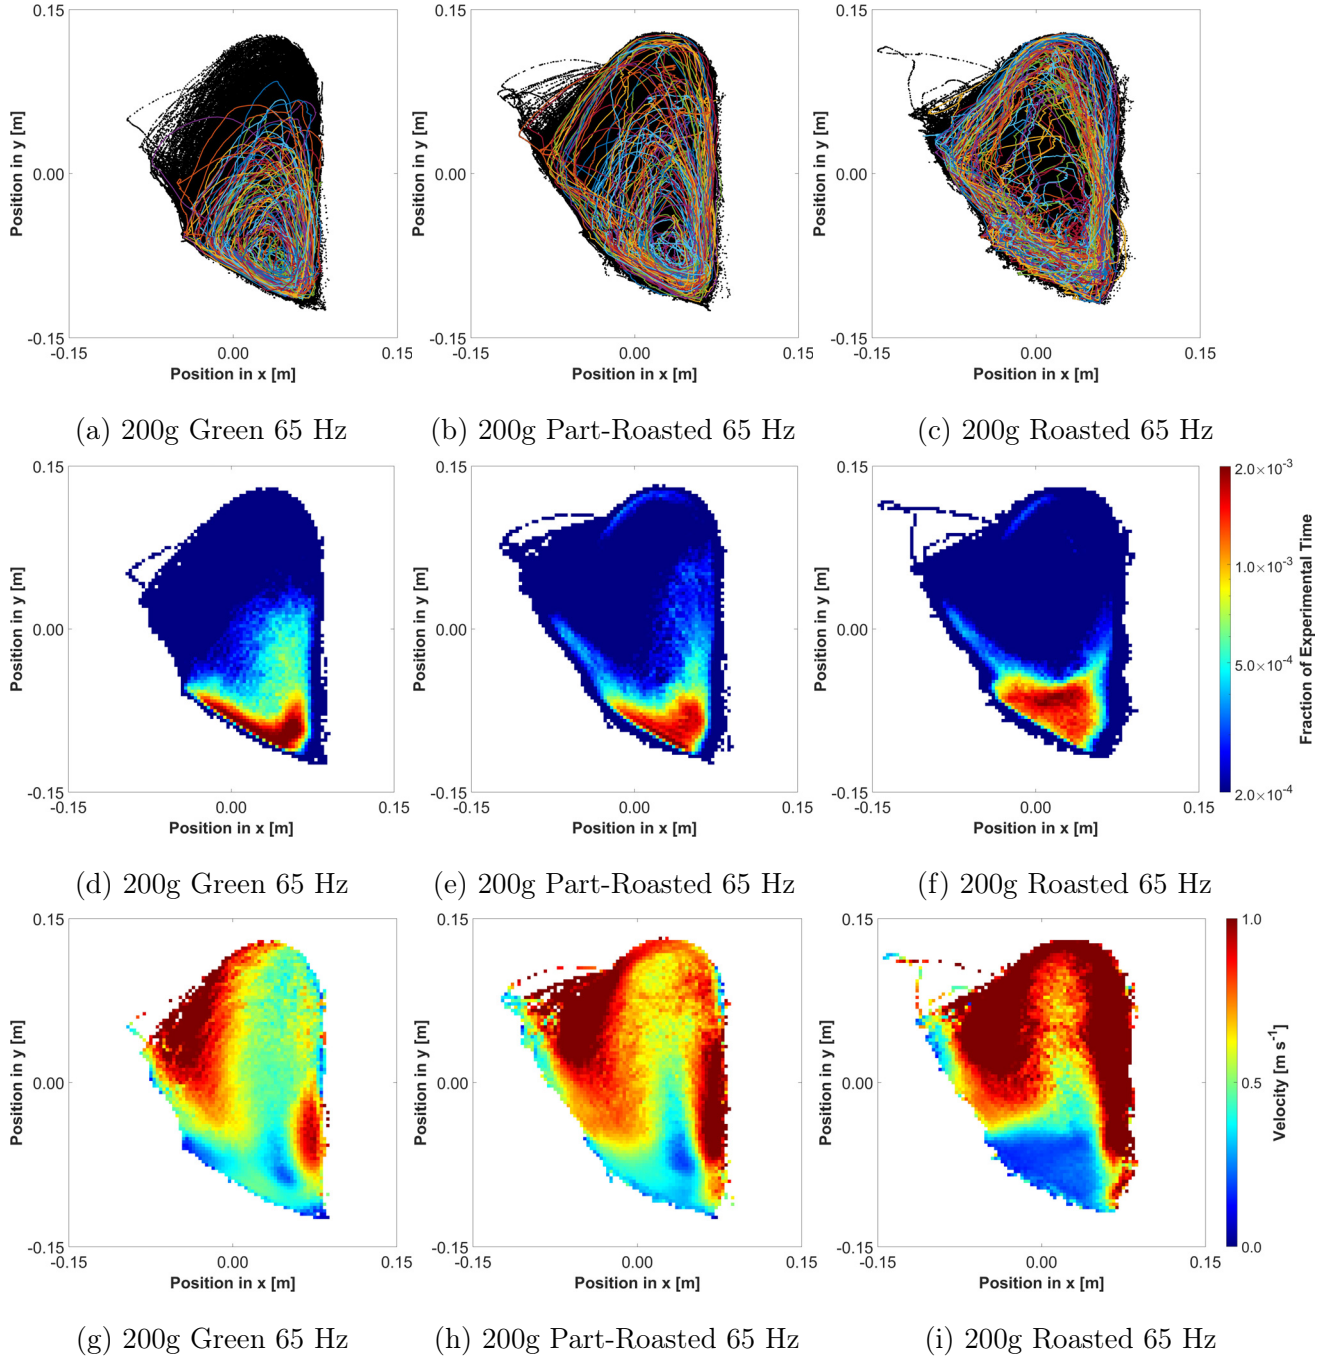 0.15
0.00
-0.15
Position in y [m]
-0.15
0.00
0.15
Position in x [m]
0.15
0.00
-0.15
Position in y [m]
-0.15
0.00
0.15
Position in x [m]
0.15
0.00
-0.15
Position in y [m]
-0.15
0.00
0.15
Position in x [m]
(a) 200g Green 65 Hz
(b) 200g Part-Roasted 65 Hz
(c) 200g Roasted 65 Hz
0.15
0.00
-0.15
Position in y [m]
-0.15
0.00
0.15
Position in x [m]
0.15
0.00
-0.15
Position in y [m]
-0.15
0.00
0.15
Position in x [m]
0.15
0.00
-0.15
Position in y [m]
-0.15
0.00
0.15
Position in x [m]
2.0×10⁻³
1.0×10⁻³
5.0×10⁻⁴
2.0×10⁻⁴
Fraction of Experimental Time
(d) 200g Green 65 Hz
(e) 200g Part-Roasted 65 Hz
(f) 200g Roasted 65 Hz
0.15
0.00
-0.15
Position in y [m]
-0.15
0.00
0.15
Position in x [m]
0.15
0.00
-0.15
Position in y [m]
-0.15
0.00
0.15
Position in x [m]
0.15
0.00
-0.15
Position in y [m]
-0.15
0.00
0.15
Position in x [m]
1.0
0.5
0.0
Velocity [m s⁻¹]
(g) 200g Green 65 Hz
(h) 200g Part-Roasted 65 Hz
(i) 200g Roasted 65 Hz